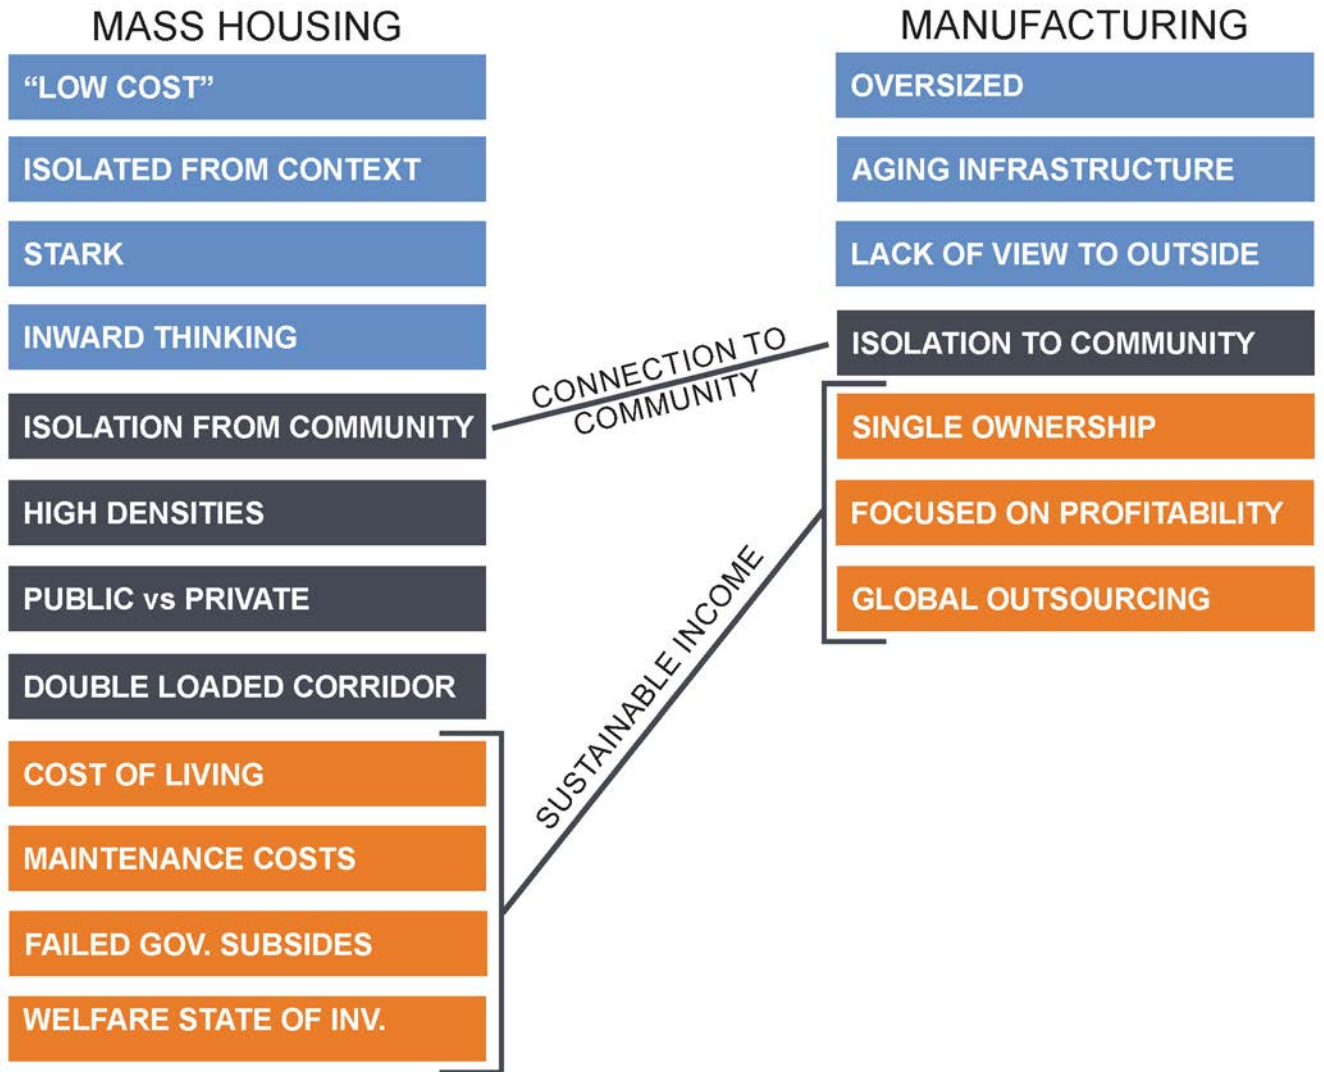 MASS HOUSING
“LOW COST”
ISOLATED FROM CONTEXT
STARK
INWARD THINKING
ISOLATION FROM COMMUNITY
HIGH DENSITIES
PUBLIC vs PRIVATE
DOUBLE LOADED CORRIDOR
COST OF LIVING
MAINTENANCE COSTS
FAILED GOV. SUBSIDES
WELFARE STATE OF INV.
CONNECTION TO
COMMUNITY
SUSTAINABLE INCOME
MANUFACTURING
OVERSIZED
AGING INFRASTRUCTURE
LACK OF VIEW TO OUTSIDE
ISOLATION TO COMMUNITY
SINGLE OWNERSHIP
FOCUSED ON PROFITABILITY
GLOBAL OUTSOURCING